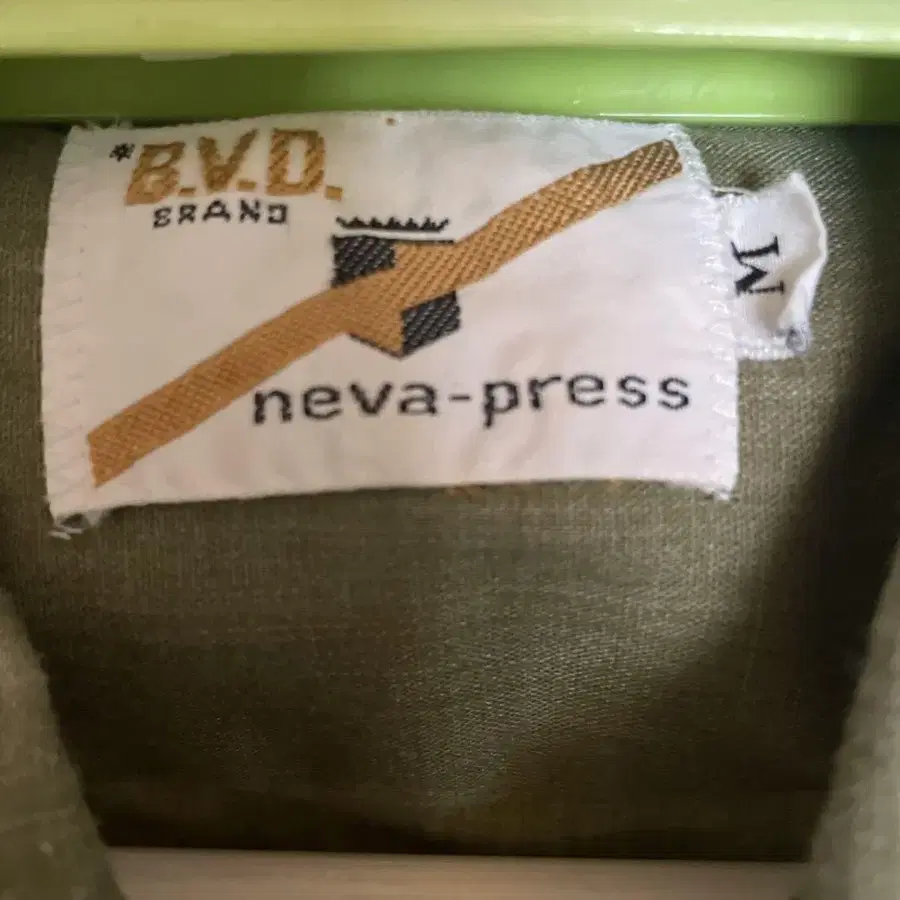 *B.V.D.
BRAND
neva-press
M